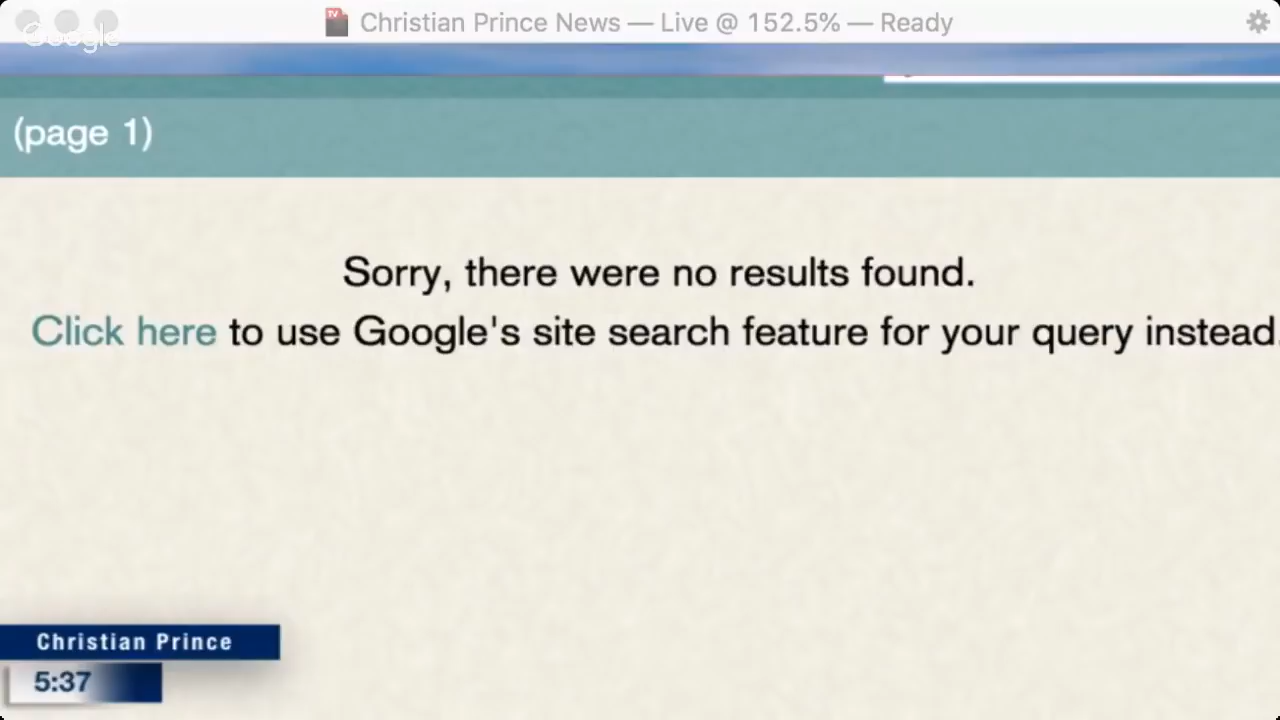 Christian Prince News — Live @ 152.5% — Ready
Google
(page 1)
Sorry, there were no results found.
Click here to use Google's site search feature for your query instead.
Christian Prince
5:37